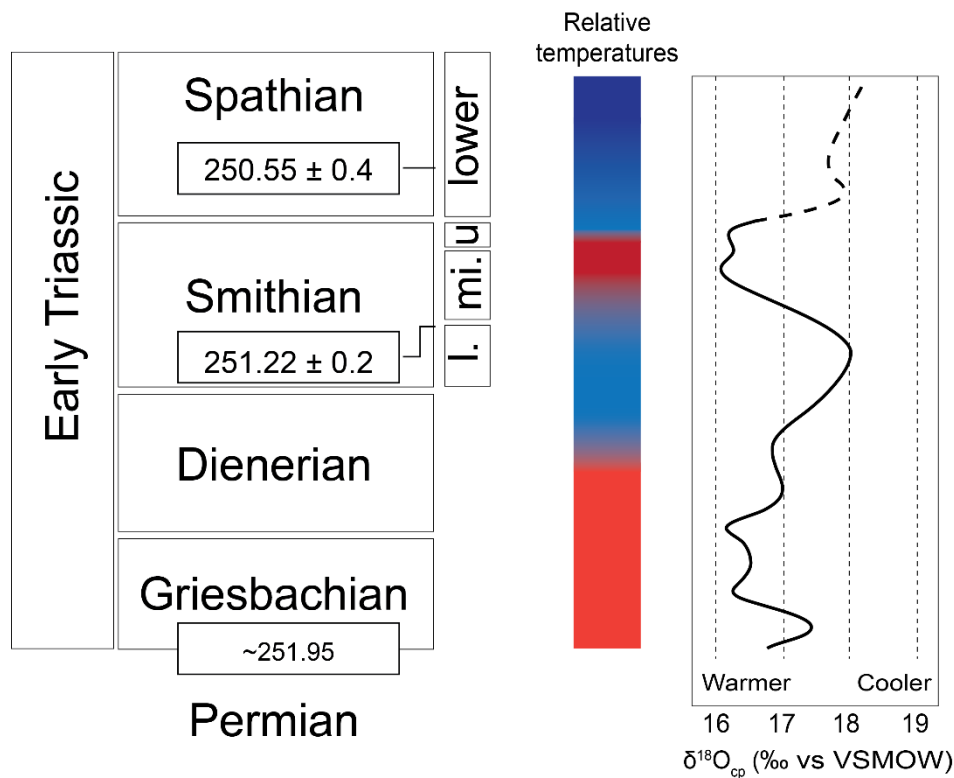 Early Triassic
Spathian
250.55 ± 0.4
Smithian
251.22 ± 0.2
Dienerian
Griesbachian
~251.95
Permian
lower
u
mi.
l.
Relative
temperatures
Warmer
Cooler
16 17 18 19
δ¹⁸Ocp (‰ vs VSMOW)